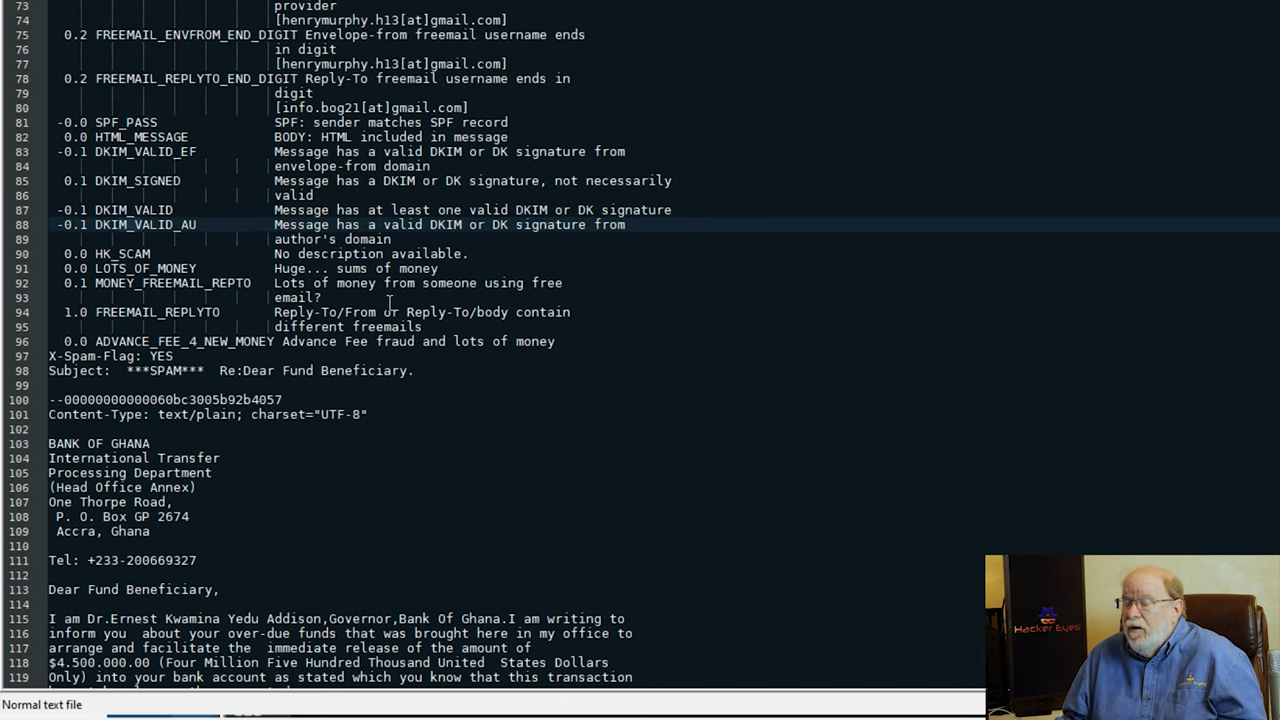 73 provider
74 [henrymurphy.h13[at]gmail.com]
75 0.2 FREEMAIL_ENVFROM_END_DIGIT Envelope-from freemail username ends
76 in digit
77 [henrymurphy.h13[at]gmail.com]
78 0.2 FREEMAIL_REPLYTO_END_DIGIT Reply-To freemail username ends in
79 digit
80 [info.bog21[at]gmail.com]
81 -0.0 SPF_PASS SPF: sender matches SPF record
82 0.0 HTML_MESSAGE BODY: HTML included in message
83 -0.1 DKIM_VALID_EF Message has a valid DKIM or DK signature from
84 envelope-from domain
85 0.1 DKIM_SIGNED Message has a DKIM or DK signature, not necessarily
86 valid
87 -0.1 DKIM_VALID Message has at least one valid DKIM or DK signature
88 -0.1 DKIM_VALID_AU Message has a valid DKIM or DK signature from
89 author's domain
90 0.0 HK_SCAM No description available.
91 0.0 LOTS_OF_MONEY Huge... sums of money
92 0.1 MONEY_FREEMAIL_REPTO Lots of money from someone using free
93 email?
94 1.0 FREEMAIL_REPLYTO Reply-To/From or Reply-To/body contain
95 different freemails
96 0.0 ADVANCE_FEE_4_NEW_MONEY Advance Fee fraud and lots of money
97 X-Spam-Flag: YES
98 Subject: ***SPAM*** Re:Dear Fund Beneficiary.
99
100 --00000000000060bc3005b92b4057
101 Content-Type: text/plain; charset="UTF-8"
102
103 BANK OF GHANA
104 International Transfer
105 Processing Department
106 (Head Office Annex)
107 One Thorpe Road,
108 P. O. Box GP 2674
109 Accra, Ghana
110
111 Tel: +233-200669327
112
113 Dear Fund Beneficiary,
114
115 I am Dr.Ernest Kwamina Yedu Addison,Governor,Bank Of Ghana.I am writing to
116 inform you about your over-due funds that was brought here in my office to
117 arrange and facilitate the immediate release of the amount of
118 $4.500.000.00 (Four Million Five Hundred Thousand United States Dollars
119 Only) into your bank account as stated which you know that this transaction
Normal text file
Hacker Eyes